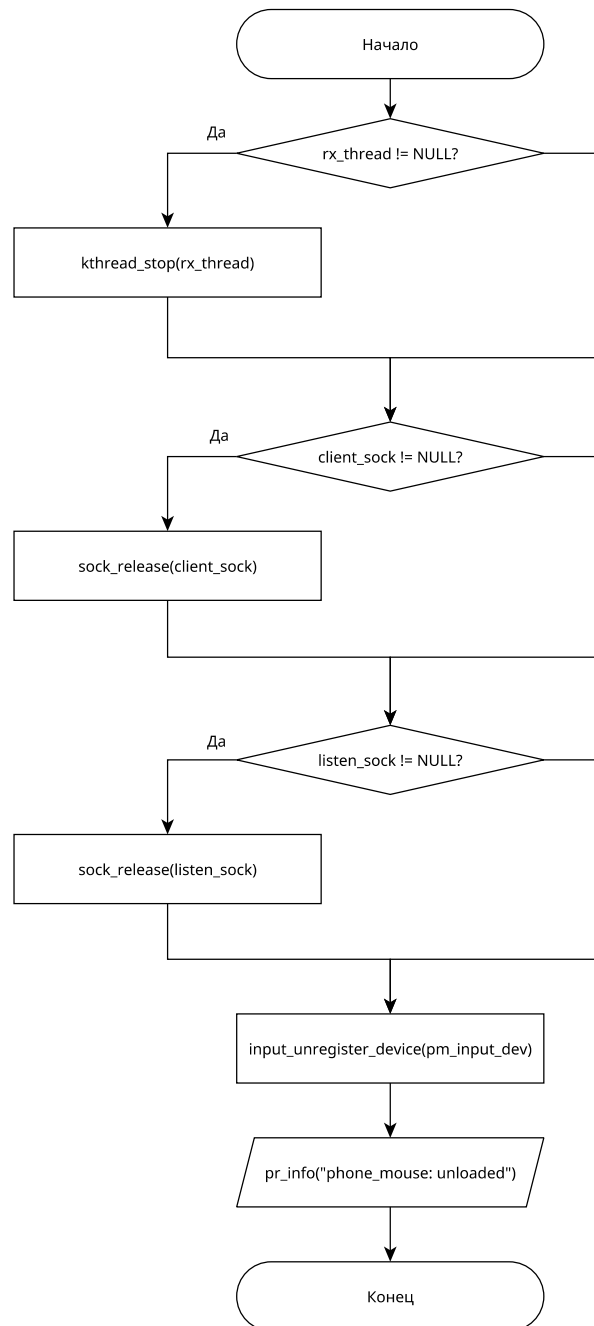 Начало
Да
rx_thread != NULL?
kthread_stop(rx_thread)
Да
client_sock != NULL?
sock_release(client_sock)
Да
listen_sock != NULL?
sock_release(listen_sock)
input_unregister_device(pm_input_dev)
pr_info("phone_mouse: unloaded")
Конец